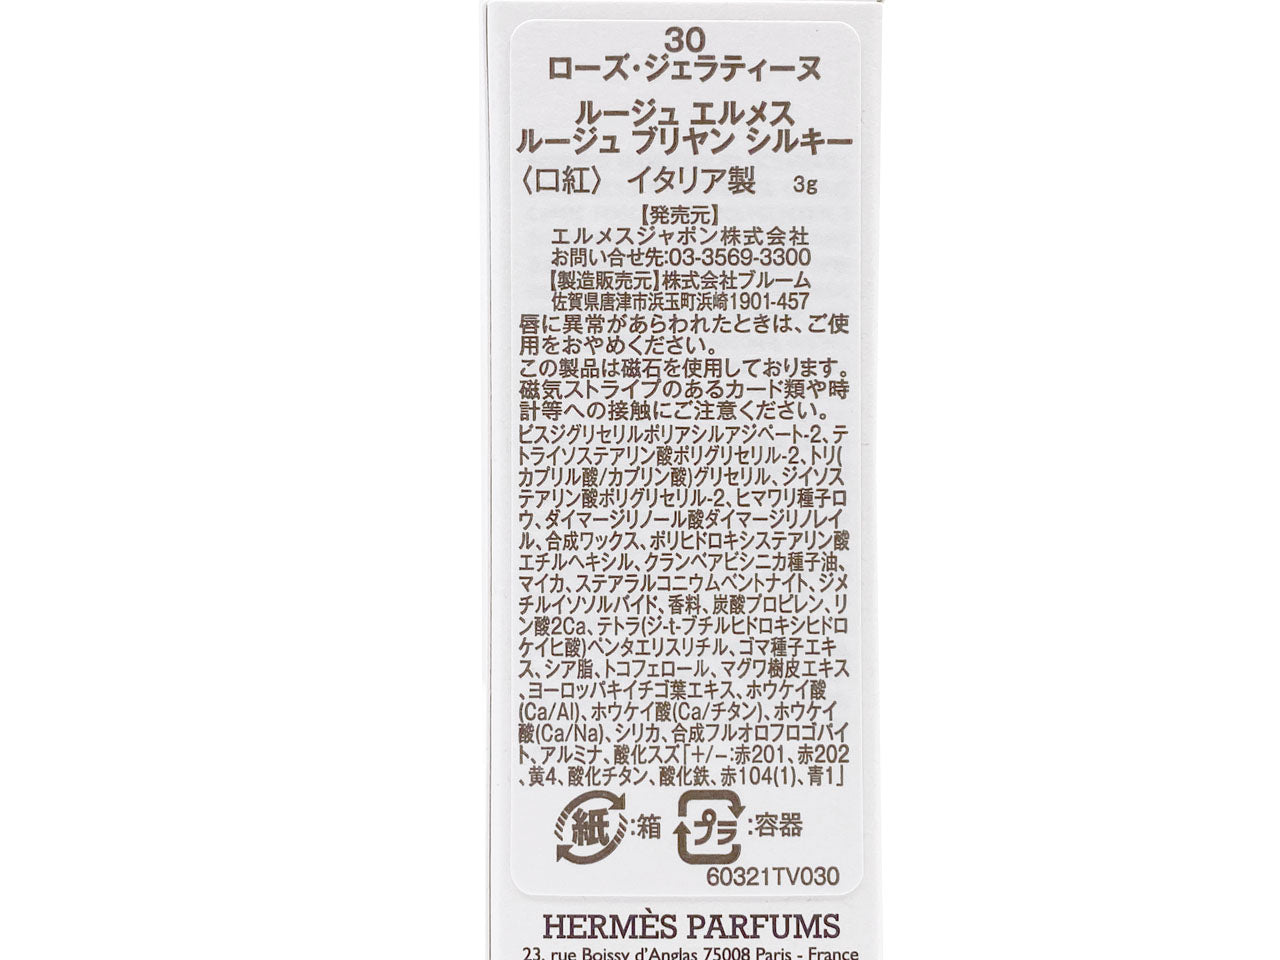 30
ローズ・ジェラティーヌ
ルージュ エルメス
ルージュ ブリヤン シルキー
〈口紅〉 イタリア製 3g
【発売元】
エルメスジャポン株式会社
お問い合せ先:03-3569-3300
【製造販売元】株式会社ブルーム
佐賀県唐津市浜玉町浜崎1901-457
唇に異常があらわれたときは、ご使
用をおやめください。
この製品は磁石を使用しております。
磁気ストライプのあるカード類や時
計等への接触にご注意ください。
ビスジグリセリルポリアシルアジペート-2、テ
トライソステアリン酸ポリグリセリル-2、トリ(
カプリル酸/カプリン酸)グリセリル、ジイソス
テアリン酸ポリグリセリル-2、ヒマワリ種子ロ
ウ、ダイマージリノール酸ダイマージリノレイ
ル、合成ワックス、ポリヒドロキシステアリン酸
エチルヘキシル、クランベアビシニカ種子油、
マイカ、ステアラルコニウムベントナイト、ジメ
チルイソソルバイド、香料、炭酸プロピレン、リ
ン酸2Ca、テトラ(ジ-t-ブチルヒドロキシヒドロ
ケイヒ酸)ペンタエリスリチル、ゴマ種子エキ
ス、シア脂、トコフェロール、マグワ樹皮エキス
、ヨーロッパキイチゴ葉エキス、ホウケイ酸
(Ca/Al)、ホウケイ酸(Ca/チタン)、ホウケイ
酸(Ca/Na)、シリカ、合成フルオロフロゴパイ
ト、アルミナ、酸化スズ「+/-:赤201、赤202
、黄4、酸化チタン、酸化鉄、赤104(1)、青1」
紙:箱 プラ:容器
60321TV030
HERMÈS PARFUMS
23, rue Boissy d'Anglas 75008 Paris - France